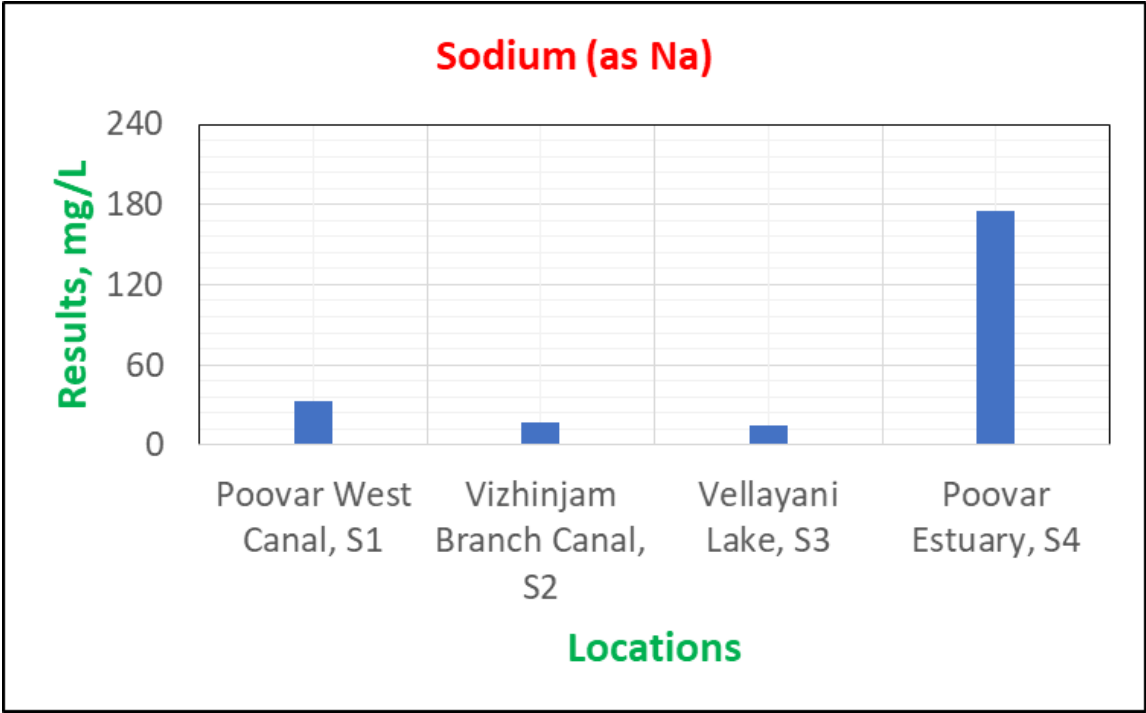 Sodium (as Na)
Results, mg/L
240
180
120
60
0
Poovar West
Canal, S1
Vizhinjam
Branch Canal,
S2
Vellayani
Lake, S3
Poovar
Estuary, S4
Locations